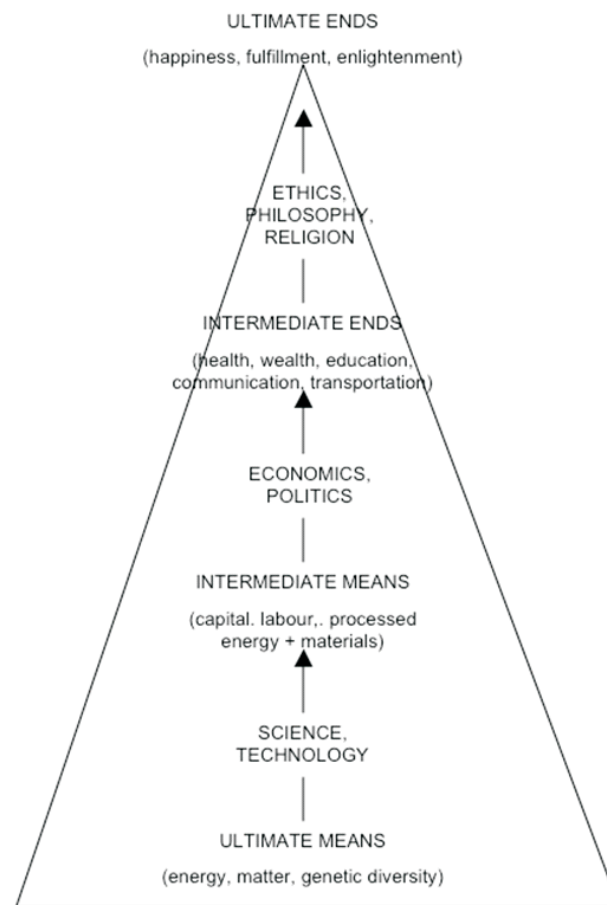 ULTIMATE ENDS
(happiness, fulfillment, enlightenment)
ETHICS,
PHILOSOPHY,
RELIGION
INTERMEDIATE ENDS
(health, wealth, education,
communication, transportation)
ECONOMICS,
POLITICS
INTERMEDIATE MEANS
(capital. labour,. processed
energy + materials)
SCIENCE,
TECHNOLOGY
ULTIMATE MEANS
(energy, matter, genetic diversity)